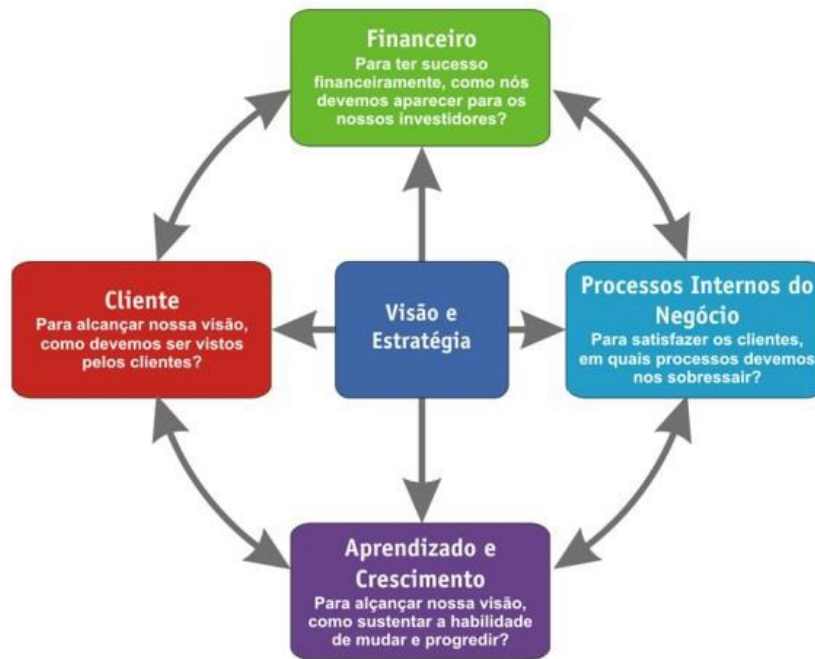 Financeiro
Para ter sucesso
financeiramente, como nós
devemos aparecer para os
nossos investidores?
Cliente
Para alcançar nossa visão,
como devemos ser vistos
pelos clientes?
Visão e
Estratégia
Processos Internos do
Negócio
Para satisfazer os clientes,
em quais processos devemos
nos sobressair?
Aprendizado e
Crescimento
Para alçançar nossa visão,
como sustentar a habilidade
de mudar e progredir?